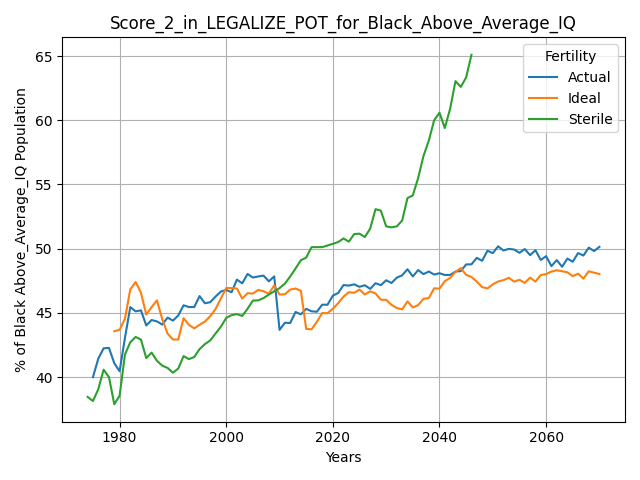 Score_2_in_LEGALIZE_POT_for_Black_Above_Average_IQ
% of Black Above_Average_IQ Population
65
60
55
50
45
40
Fertility
Actual
Ideal
Sterile
1980
2000
2020
2040
2060
Years